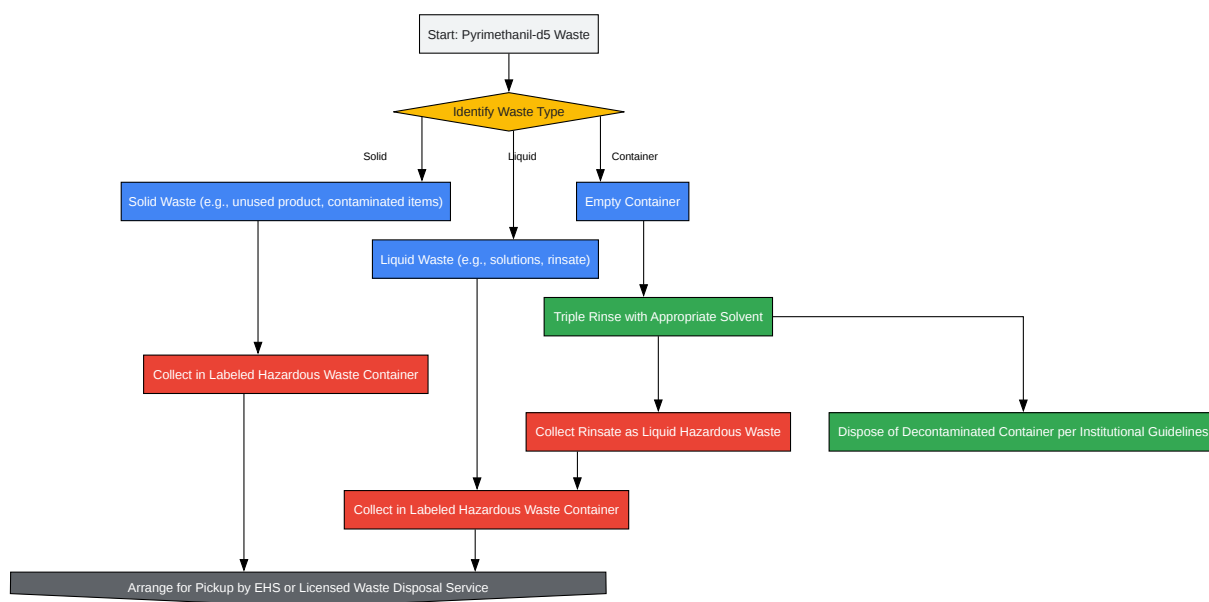 Start: Pyrimethanil-d5 Waste
Identify Waste Type
Solid
Liquid
Container
Solid Waste (e.g., unused product, contaminated items)
Empty Container
Liquid Waste (e.g., solutions, rinsate)
Triple Rinse with Appropriate Solvent
Collect in Labeled Hazardous Waste Container
Collect Rinsate as Liquid Hazardous Waste
Dispose of Decontaminated Container per Institutional Guidelines
Collect in Labeled Hazardous Waste Container
Arrange for Pickup by EHS or Licensed Waste Disposal Service